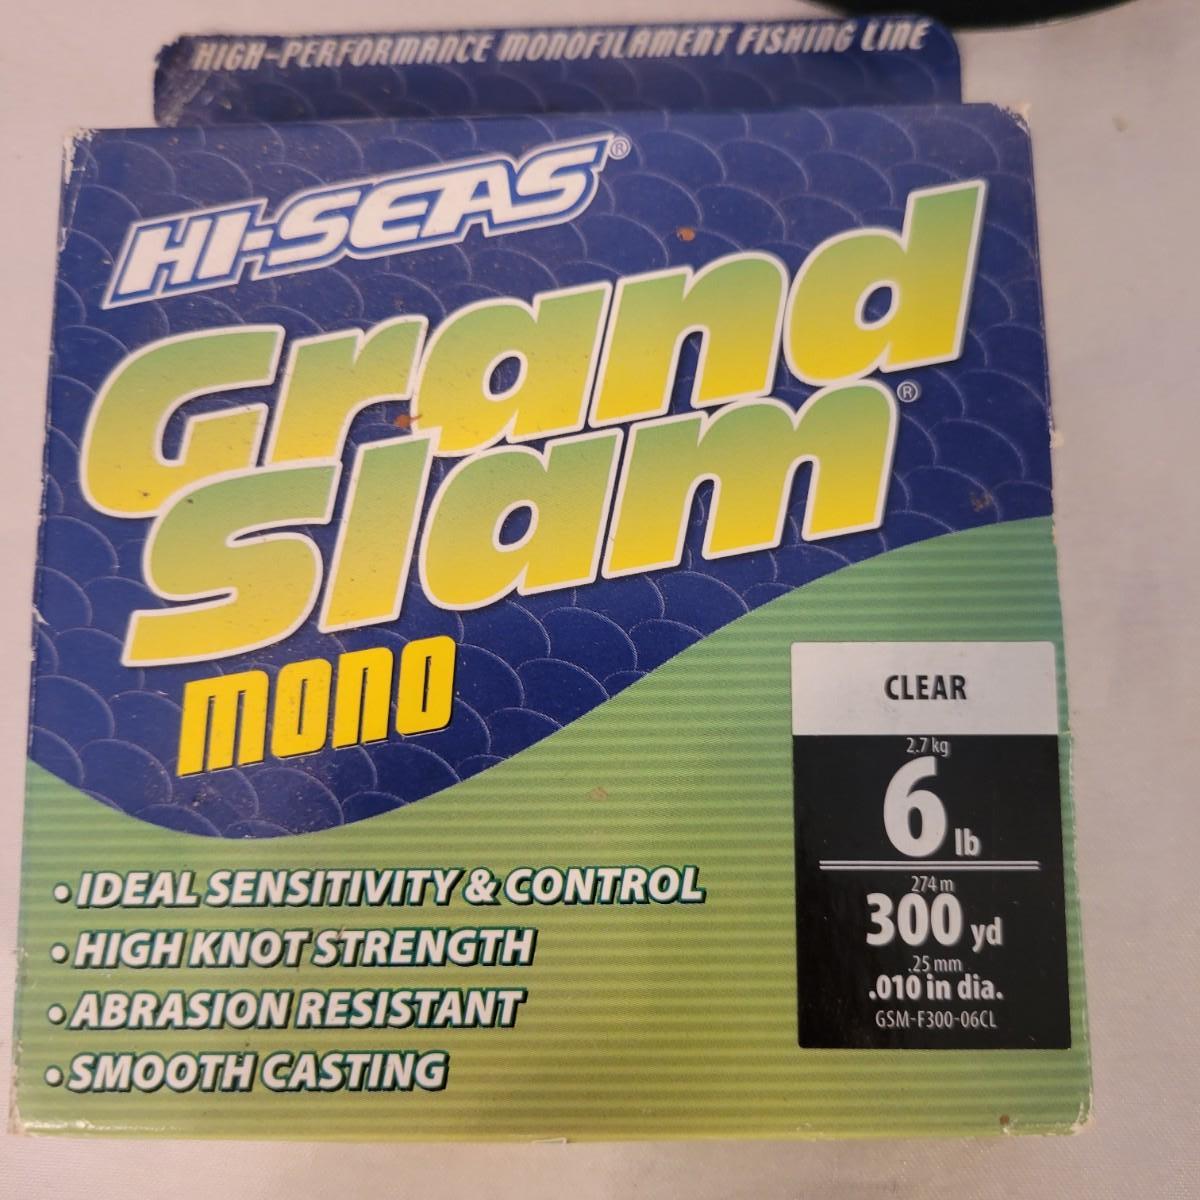 HIGH-PERFORMANCE MONOFILAMENT FISHING LINE
HI-SEAS®
Grand
Slam®
mono
CLEAR
2.7 kg
6 lb
274 m
300 yd
.25 mm
.010 in dia.
GSM-F300-06CL
• IDEAL SENSITIVITY & CONTROL
• HIGH KNOT STRENGTH
• ABRASION RESISTANT
• SMOOTH CASTING